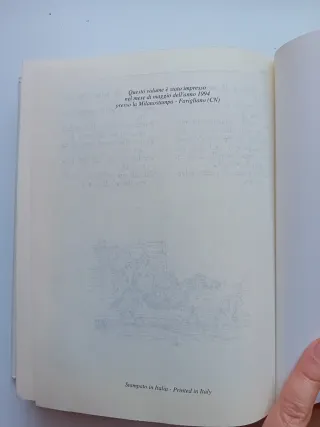 Questo volume è stato impresso
nel mese di maggio dell'anno 1994
presso la Milanostampa - Farigliano (CN)
Stampato in Italia - Printed in Italy